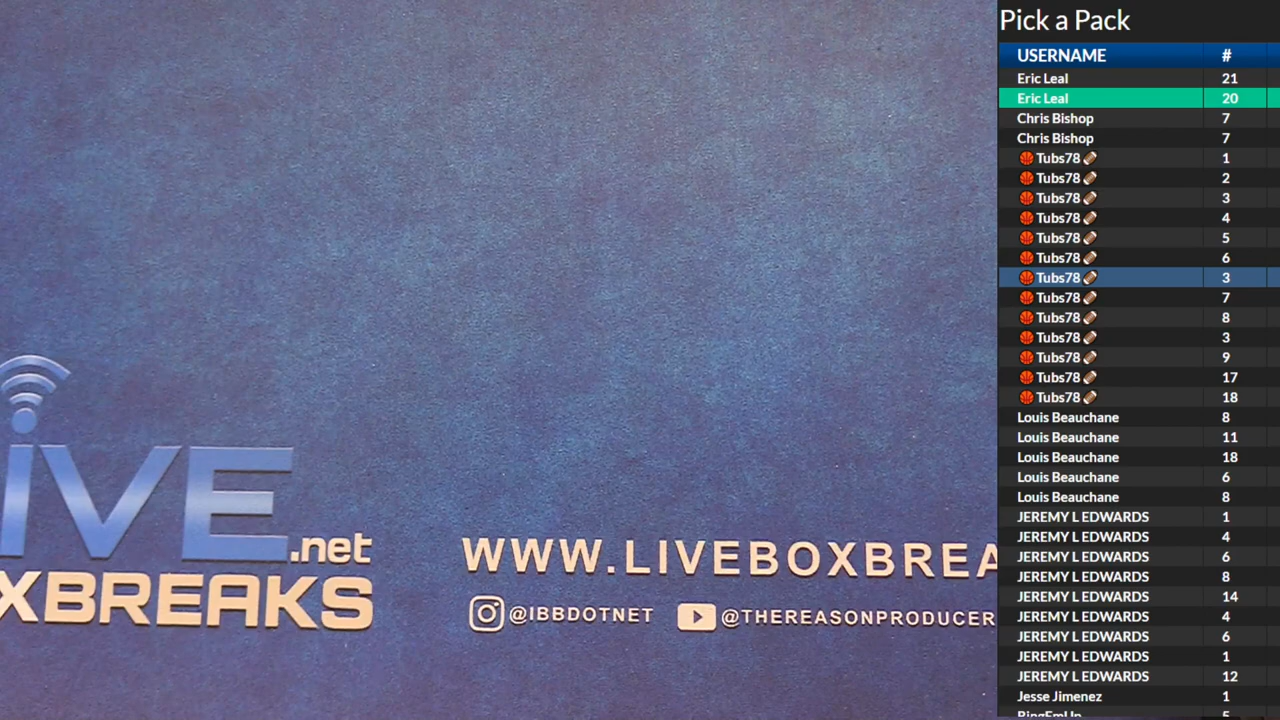 Pick a Pack
USERNAME #
Eric Leal 21
Eric Leal 20
Chris Bishop 7
Chris Bishop 7
🏀 Tubs78 🏈 1
🏀 Tubs78 🏈 2
🏀 Tubs78 🏈 3
🏀 Tubs78 🏈 4
🏀 Tubs78 🏈 5
🏀 Tubs78 🏈 6
🏀 Tubs78 🏈 3
🏀 Tubs78 🏈 7
🏀 Tubs78 🏈 8
🏀 Tubs78 🏈 3
🏀 Tubs78 🏈 9
🏀 Tubs78 🏈 17
🏀 Tubs78 🏈 18
Louis Beauchane 8
Louis Beauchane 11
Louis Beauchane 18
Louis Beauchane 6
Louis Beauchane 8
JEREMY L EDWARDS 1
JEREMY L EDWARDS 4
JEREMY L EDWARDS 6
JEREMY L EDWARDS 8
JEREMY L EDWARDS 14
JEREMY L EDWARDS 4
JEREMY L EDWARDS 6
JEREMY L EDWARDS 1
JEREMY L EDWARDS 12
Jesse Jimenez 1
iVE
.net
XBREAKS
WWW.LIVEBOXBREA
@IBBDOTNET @THEREASONPRODUCER